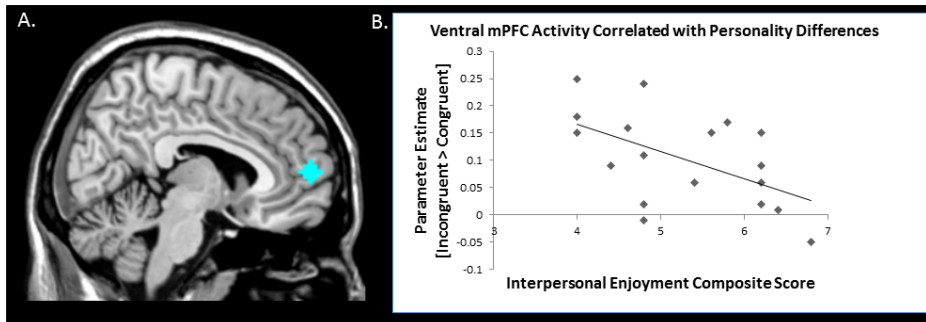 A.
B.
Ventral mPFC Activity Correlated with Personality Differences
Parameter Estimate
[Incongruent > Congruent]
0.3
0.25
0.2
0.15
0.1
0.05
0
-0.05
-0.1
3
4
5
6
7
Interpersonal Enjoyment Composite Score